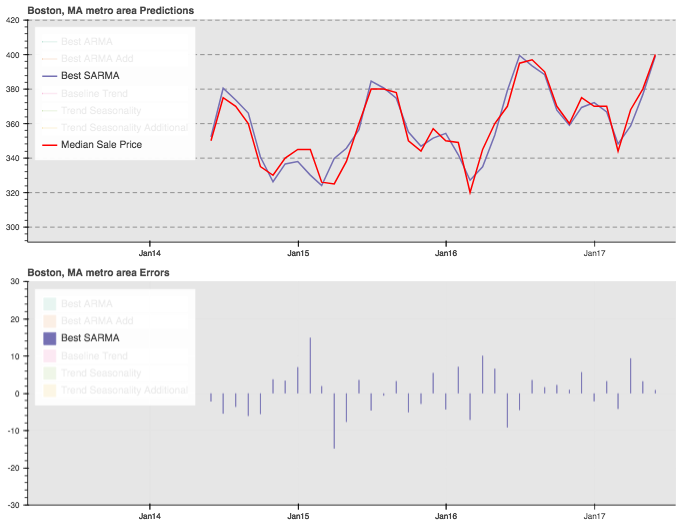 Boston, MA metro area Predictions
420
400
380
360
340
320
300
Best ARMA
Best ARMA Add
Best SARMA
Baseline Trend
Trend Seasonality
Trend Seasonality Additional
Median Sale Price
Jan14
Jan15
Jan16
Jan17
Boston, MA metro area Errors
30
20
10
0
-10
-20
-30
Best ARMA
Best ARMA Add
Best SARMA
Baseline Trend
Trend Seasonality
Trend Seasonality Additional
Jan14
Jan15
Jan16
Jan17